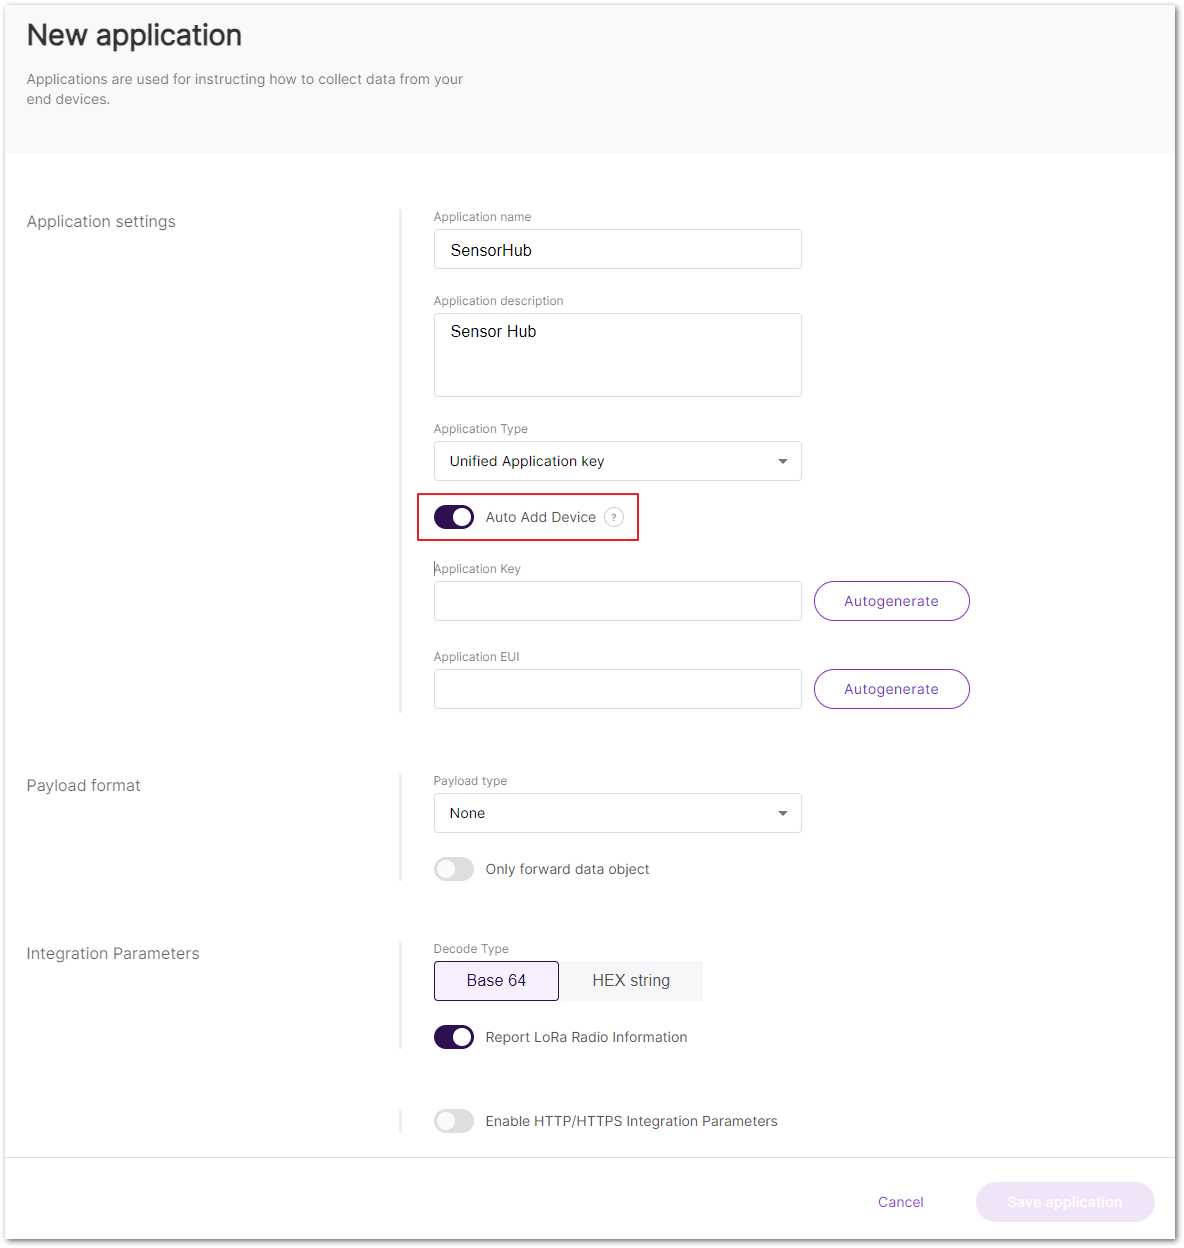 New application
Applications are used for instructing how to collect data from your
end devices.
Application settings
Application name
SensorHub
Application description
Sensor Hub
Application Type
Unified Application key
Auto Add Device ?
Application Key
Autogenerate
Application EUI
Autogenerate
Payload format
Payload type
None
Only forward data object
Integration Parameters
Decode Type
Base 64 HEX string
Report LoRa Radio Information
Enable HTTP/HTTPS Integration Parameters
Cancel Save application